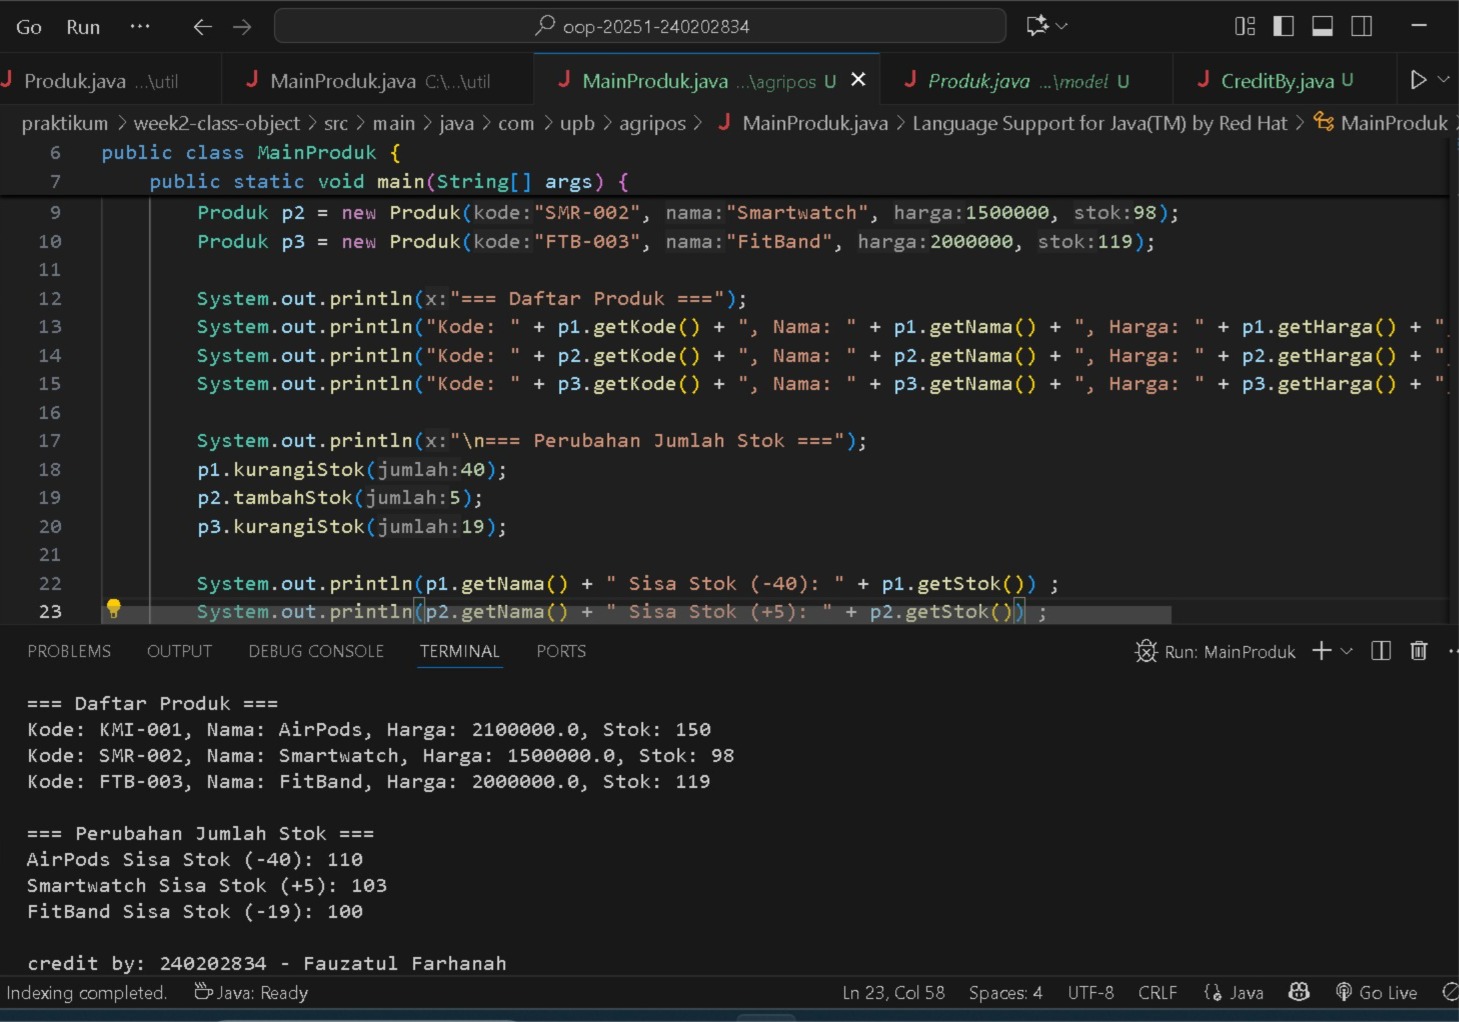 Go Run ··· oop-20251-240202834
Produk.java ...\util MainProduk.java C:\...\util MainProduk.java ...\agripos U Produk.java ...\model U CreditBy.java U
praktikum > week2-class-object > src > main > java > com > upb > agripos > MainProduk.java > Language Support for Java(TM) by Red Hat > MainProduk >
6 public class MainProduk {
7 public static void main(String[] args) {
9 Produk p2 = new Produk(kode:"SMR-002", nama:"Smartwatch", harga:1500000, stok:98);
10 Produk p3 = new Produk(kode:"FTB-003", nama:"FitBand", harga:2000000, stok:119);
11
12 System.out.println(x:"=== Daftar Produk ===");
13 System.out.println("Kode: " + p1.getKode() + ", Nama: " + p1.getNama() + ", Harga: " + p1.getHarga() + ",
14 System.out.println("Kode: " + p2.getKode() + ", Nama: " + p2.getNama() + ", Harga: " + p2.getHarga() + ",
15 System.out.println("Kode: " + p3.getKode() + ", Nama: " + p3.getNama() + ", Harga: " + p3.getHarga() + ",
16
17 System.out.println(x:"\n=== Perubahan Jumlah Stok ===");
18 p1.kurangiStok(jumlah:40);
19 p2.tambahStok(jumlah:5);
20 p3.kurangiStok(jumlah:19);
21
22 System.out.println(p1.getNama() + " Sisa Stok (-40): " + p1.getStok()) ;
23 System.out.println(p2.getNama() + " Sisa Stok (+5): " + p2.getStok()) ;
PROBLEMS OUTPUT DEBUG CONSOLE TERMINAL PORTS Run: MainProduk
=== Daftar Produk ===
Kode: KMI-001, Nama: AirPods, Harga: 2100000.0, Stok: 150
Kode: SMR-002, Nama: Smartwatch, Harga: 1500000.0, Stok: 98
Kode: FTB-003, Nama: FitBand, Harga: 2000000.0, Stok: 119
=== Perubahan Jumlah Stok ===
AirPods Sisa Stok (-40): 110
Smartwatch Sisa Stok (+5): 103
FitBand Sisa Stok (-19): 100
credit by: 240202834 - Fauzatul Farhanah
Indexing completed. Java: Ready Ln 23, Col 58 Spaces: 4 UTF-8 CRLF Java Go Live